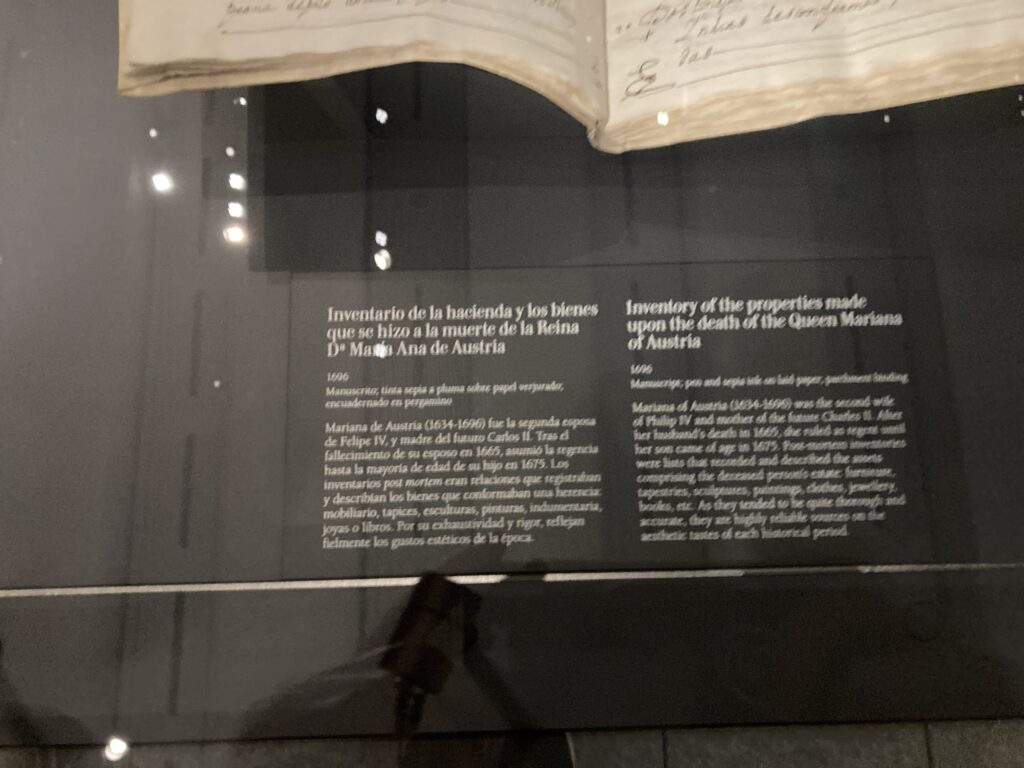 Indias
Inventario de la hacienda y los bienes
que se hizo a la muerte de la Reina
Dª María Ana de Austria
1696
Manuscrito; tinta sepia a pluma sobre papel verjurado;
encuadernado en pergamino
Mariana de Austria (1634-1696) fue la segunda esposa
de Felipe IV, y madre del futuro Carlos II. Tras el
fallecimiento de su esposo en 1665, asumió la regencia
hasta la mayoría de edad de su hijo en 1675. Los
inventarios post mortem eran relaciones que registraban
y describían los bienes que conformaban una herencia:
mobiliario, tapices, esculturas, pinturas, indumentaria,
joyas o libros. Por su exhaustividad y rigor, reflejan
fielmente los gustos estéticos de la época.
Inventory of the properties made
upon the death of the Queen Mariana
of Austria
1696
Manuscript; pen and sepia ink on laid paper, parchment binding
Mariana of Austria (1634-1696) was the second wife
of Philip IV and mother of the future Charles II. After
her husband's death in 1665, she ruled as regent until
her son came of age in 1675. Post-mortem inventories
were lists that recorded and described the assets
comprising the deceased person's estate: furniture,
tapestries, sculptures, paintings, clothes, jewellery,
books, etc. As they tended to be quite thorough and
accurate, they are highly reliable sources on the
aesthetic tastes of each historical period.